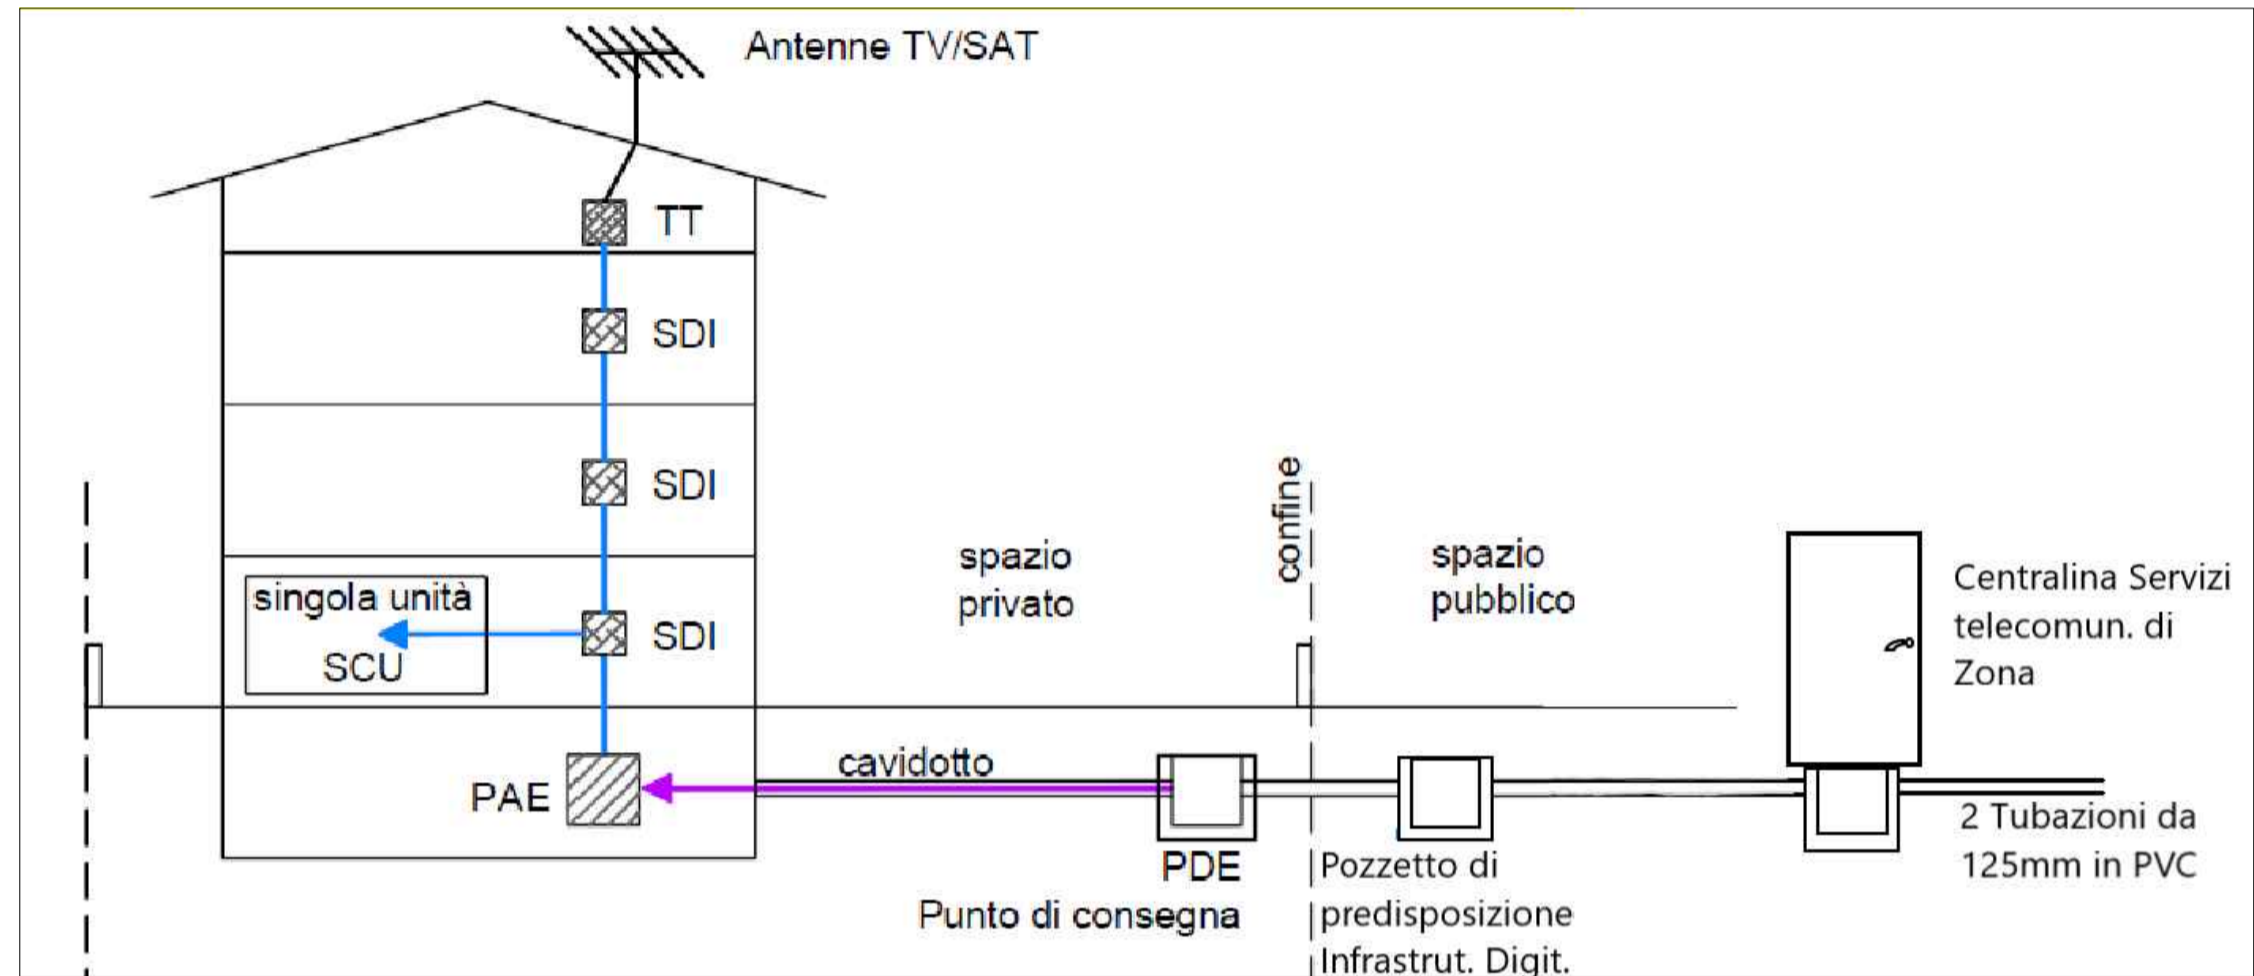 Antenne TV/SAT
TT
SDI
SDI
singola unità
SCU
SDI
spazio
privato
confine
spazio
pubblico
Centralina Servizi
telecomun. di
Zona
PAE
cavidotto
PDE
Punto di consegna
Pozzetto di
predisposizione
Infrastrut. Digit.
2 Tubazioni da
125mm in PVC